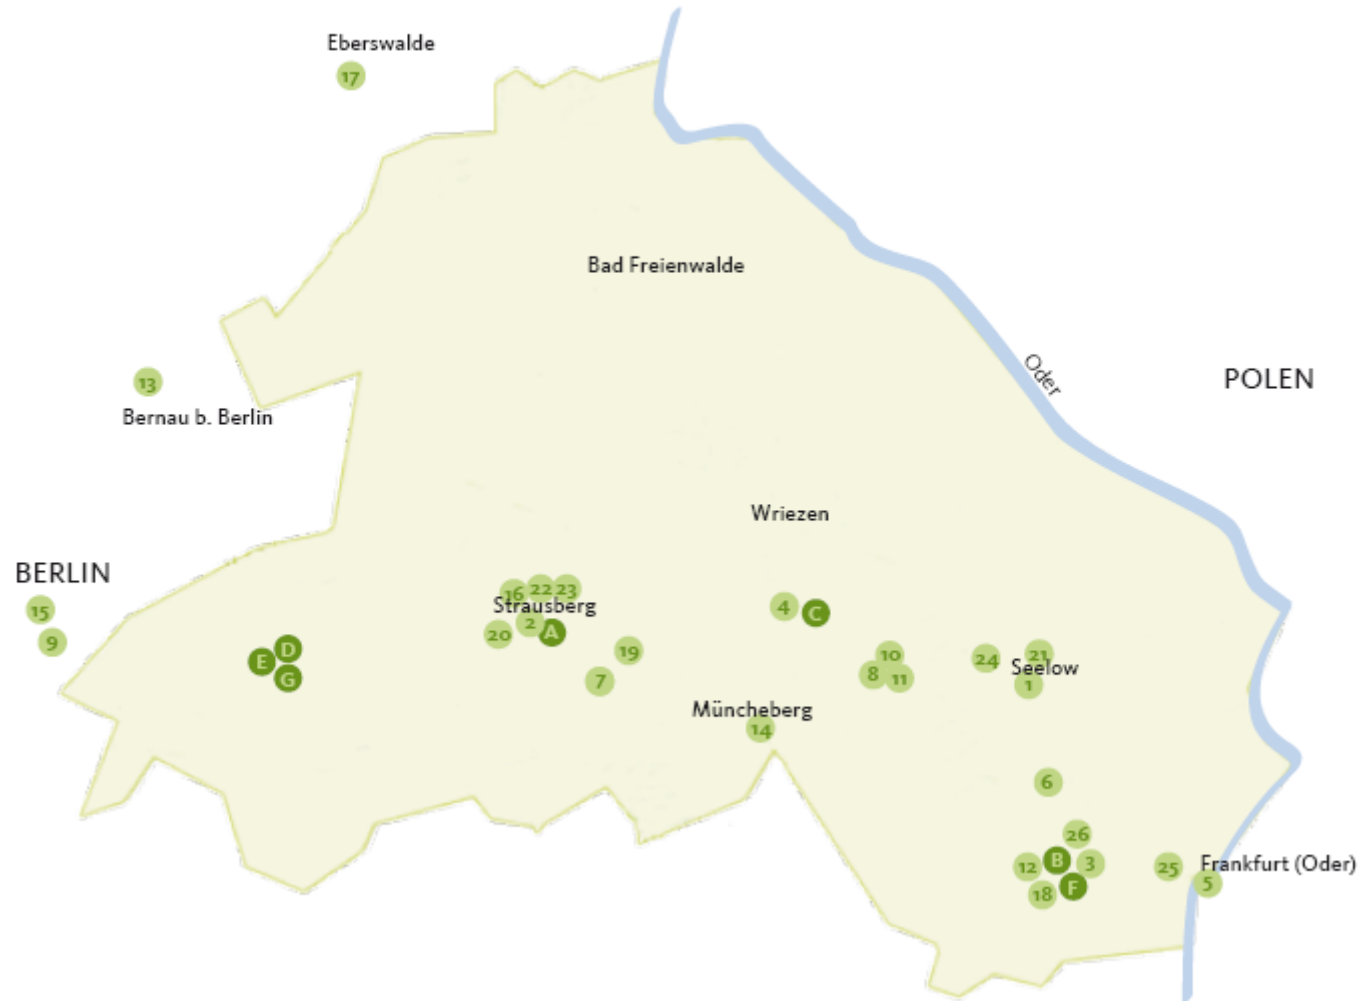 Eberswalde
17
Bad Freienwalde
Oder
POLEN
13
Bernau b. Berlin
Wriezen
BERLIN
15
9
16
22
23
Strausberg
2
A
20
4
C
D
E
G
19
7
10
8
11
24
21
Seelow
1
Müncheberg
14
6
26
12
B
3
18
F
25
Frankfurt (Oder)
5